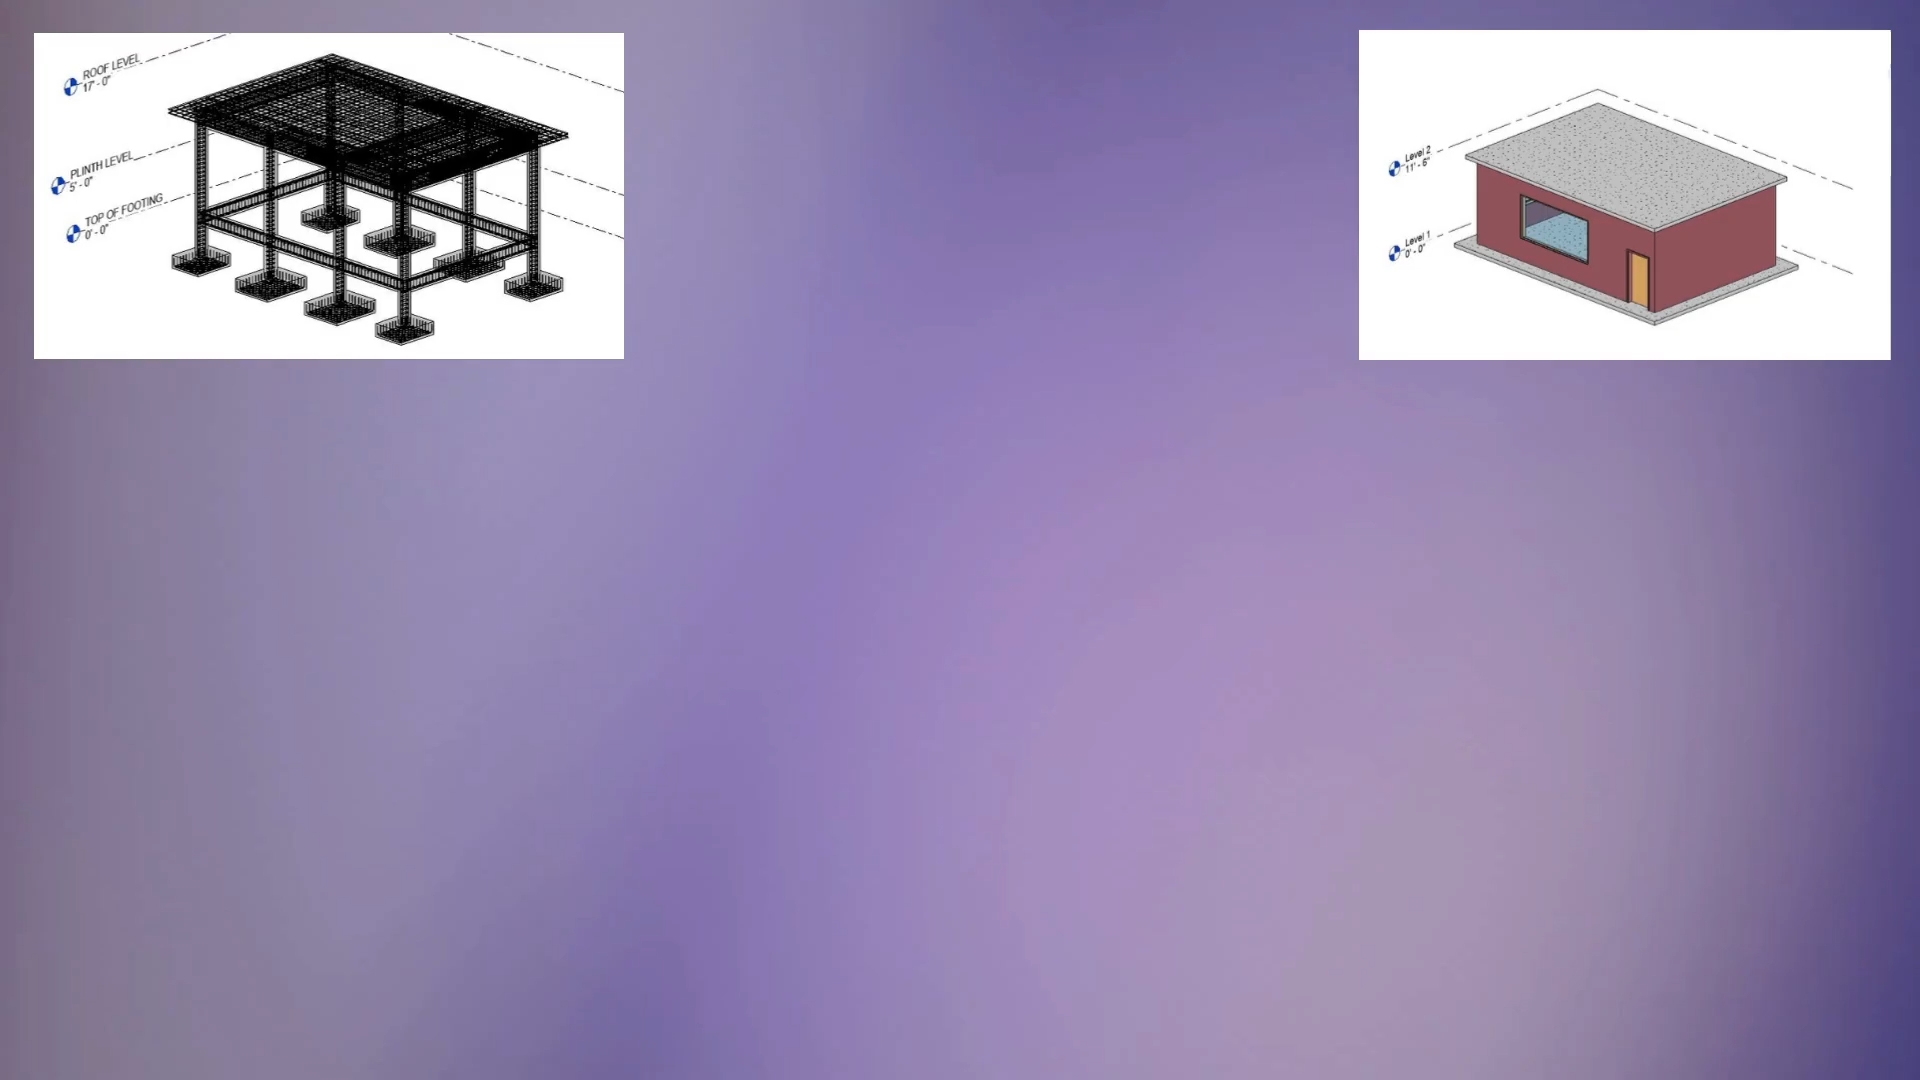 ROOF LEVEL
17' - 0"
PLINTH LEVEL
5' - 0"
TOP OF FOOTING
0' - 0"
Level 2
11' - 6"
Level 1
0' - 0"